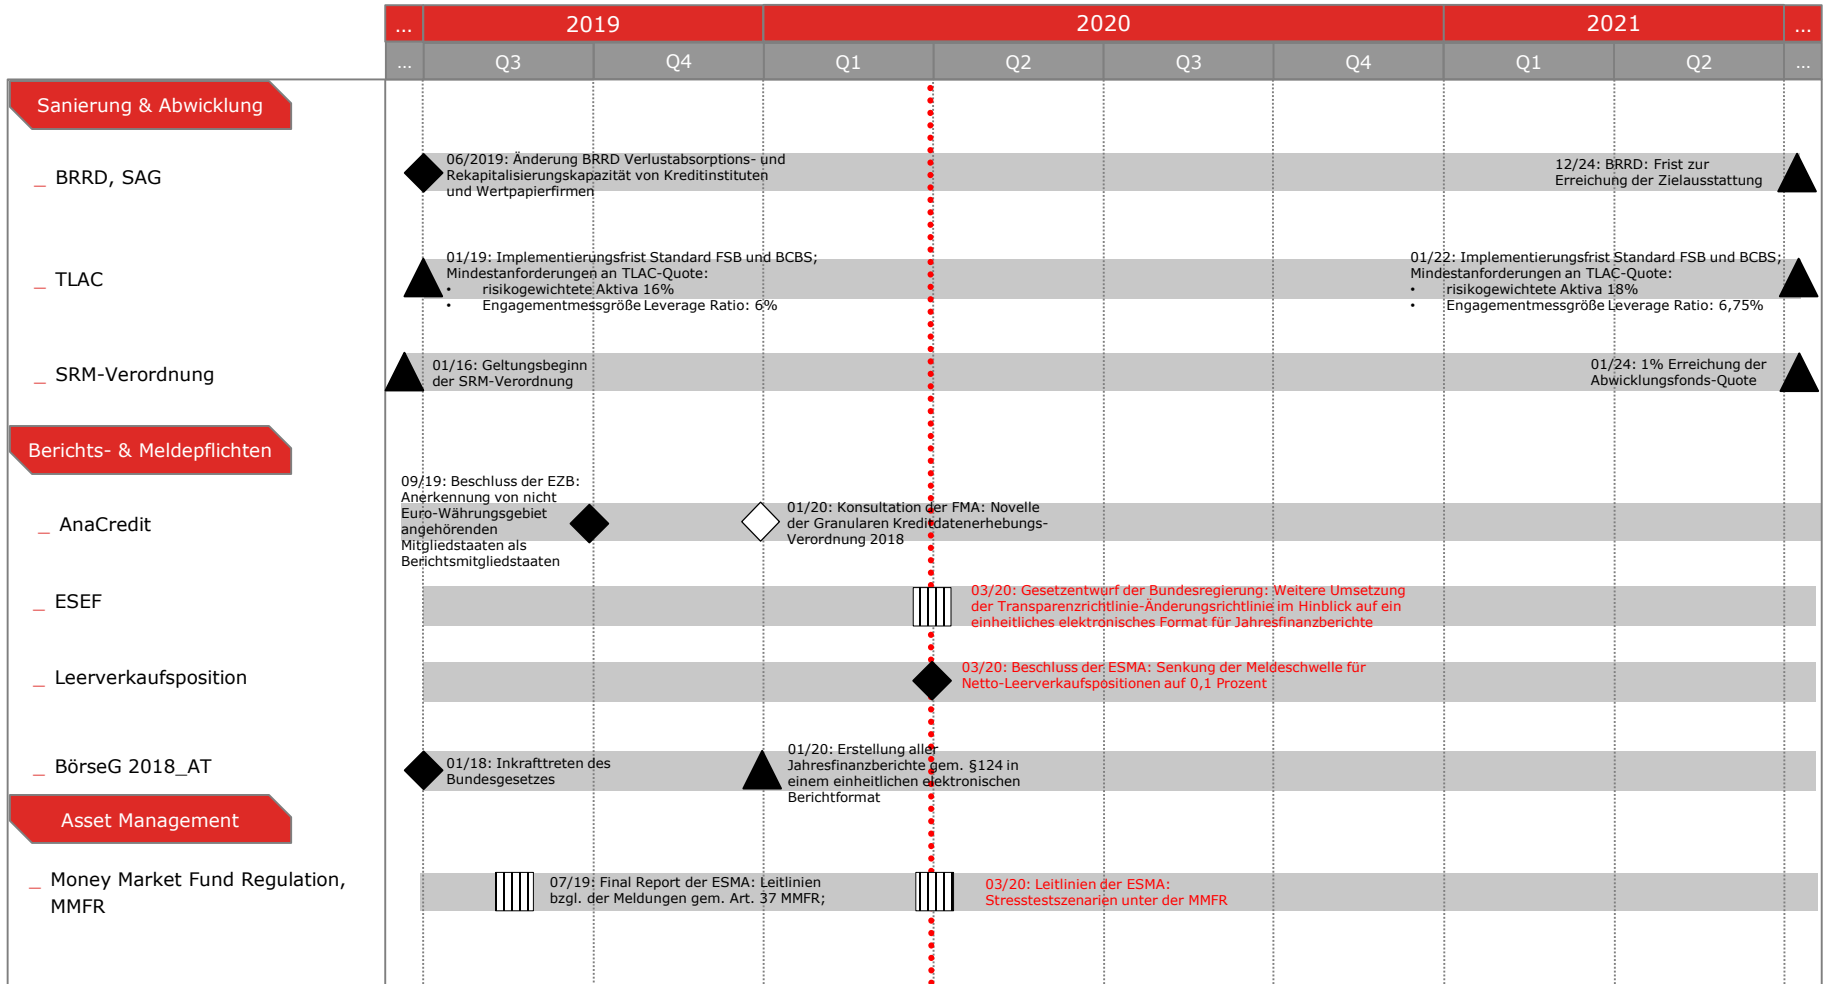 ... 2019 2020 2021 ...
... Q3 Q4 Q1 Q2 Q3 Q4 Q1 Q2 ...
Sanierung & Abwicklung
_ BRRD, SAG
06/2019: Änderung BRRD Verlustabsorptions- und
Rekapitalisierungskapazität von Kreditinstituten
und Wertpapierfirmen
12/24: BRRD: Frist zur
Erreichung der Zielausstattung
_ TLAC
01/19: Implementierungsfrist Standard FSB und BCBS;
Mindestanforderungen an TLAC-Quote:
• risikogewichtete Aktiva 16%
• Engagementmessgröße Leverage Ratio: 6%
01/22: Implementierungsfrist Standard FSB und BCBS;
Mindestanforderungen an TLAC-Quote:
• risikogewichtete Aktiva 18%
• Engagementmessgröße Leverage Ratio: 6,75%
_ SRM-Verordnung
01/16: Geltungsbeginn
der SRM-Verordnung
01/24: 1% Erreichung der
Abwicklungsfonds-Quote
Berichts- & Meldepflichten
_ AnaCredit
09/19: Beschluss der EZB:
Anerkennung von nicht
Euro-Währungsgebiet
angehörenden
Mitgliedstaaten als
Berichtsmitgliedstaaten
01/20: Konsultation der FMA: Novelle
der Granularen Kreditdatenerhebungs-
Verordnung 2018
_ ESEF
03/20: Gesetzentwurf der Bundesregierung: Weitere Umsetzung
der Transparenzrichtlinie-Änderungsrichtlinie im Hinblick auf ein
einheitliches elektronisches Format für Jahresfinanzberichte
_ Leerverkaufsposition
03/20: Beschluss der ESMA: Senkung der Meldeschwelle für
Netto-Leerverkaufspositionen auf 0,1 Prozent
_ BörseG 2018_AT
01/18: Inkrafttreten des
Bundesgesetzes
01/20: Erstellung aller
Jahresfinanzberichte gem. §124 in
einem einheitlichen elektronischen
Berichtformat
Asset Management
_ Money Market Fund Regulation,
MMFR
07/19: Final Report der ESMA: Leitlinien
bzgl. der Meldungen gem. Art. 37 MMFR;
03/20: Leitlinien der ESMA:
Stresstestszenarien unter der MMFR